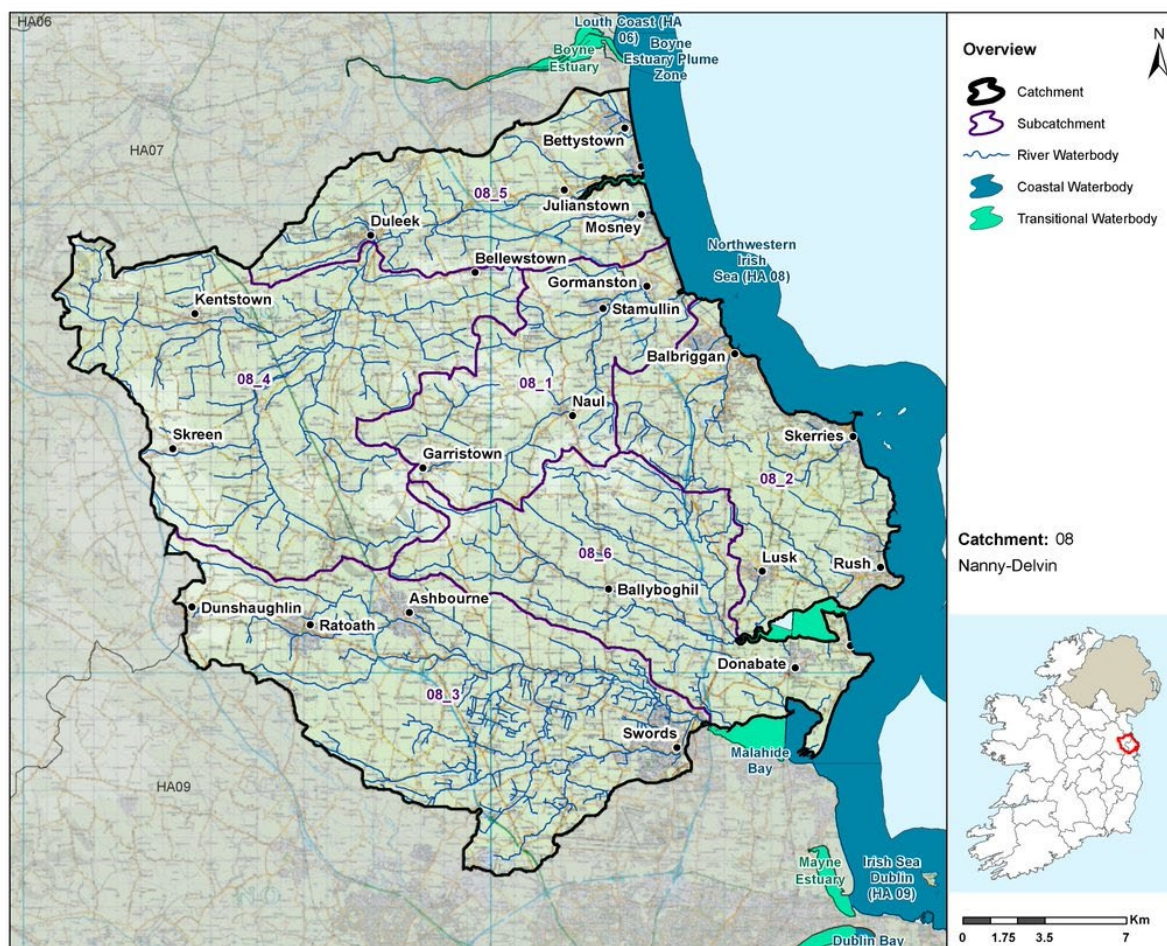 HA06
Louth Coast (HA
06)
Boyne
Estuary
Boyne
Estuary Plume
Zone
HA07
Bettystown
08_5
Julianstown
Mosney
Duleek
Bellewstown
Northwestern
Irish
Sea (HA 08)
Kentstown
Gormanston
Stamullin
Balbriggan
08_4
08_1
Naul
Skreen
Garristown
Skerries
08_2
08_6
Lusk
Rush
Ballyboghil
Dunshaughlin
Ashbourne
Ratoath
Donabate
08_3
Swords
Malahide
Bay
HA09
Mayne
Estuary
Irish Sea
Dublin
(HA 09)
Dublin Bay
Overview
N
Catchment
Subcatchment
River Waterbody
Coastal Waterbody
Transitional Waterbody
Catchment: 08
Nanny-Delvin
Km
0 1.75 3.5 7